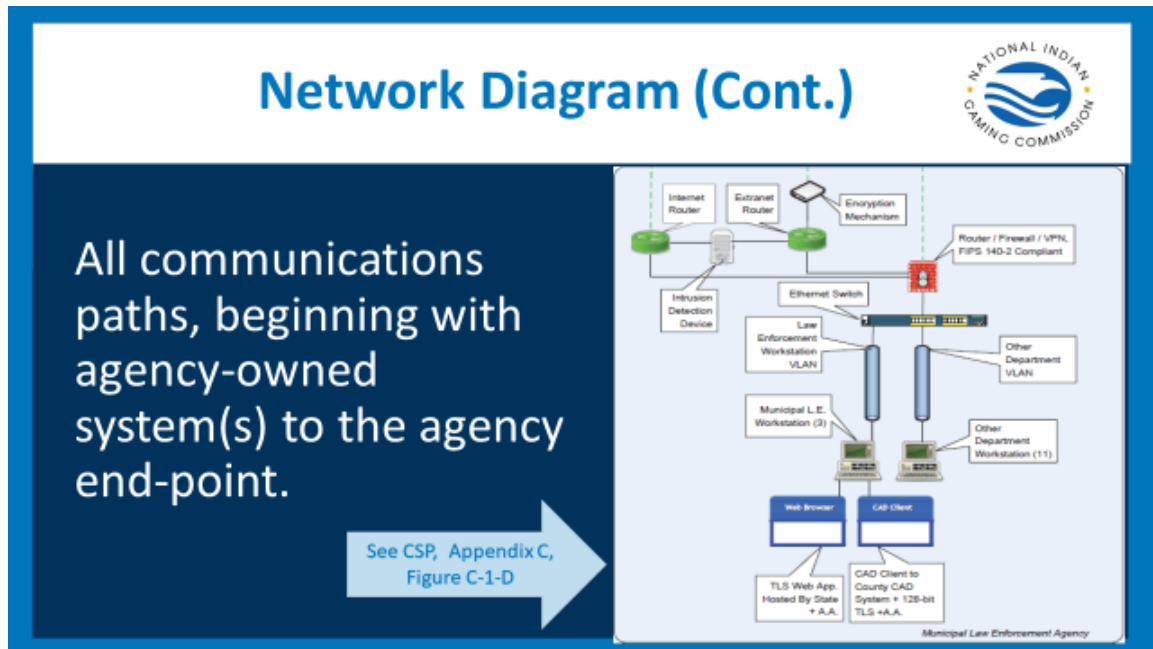 Network Diagram (Cont.)
NATIONAL INDIAN
GAMING COMMISSION
All communications
paths, beginning with
agency-owned
system(s) to the agency
end-point.
See CSP, Appendix C,
Figure C-1-D
Internet
Router
Extranet
Router
Encryption
Mechanism
Router / Firewall / VPN,
FIPS 140-2 Compliant
Intrusion
Detection
Device
Ethernet Switch
Law
Enforcement
Workstation
VLAN
Other
Department
VLAN
Municipal L.E.
Workstation (3)
Other
Department
Workstation (11)
Web Browser
CAD Client
TLS Web App.
Hosted By State
+ A.A.
CAD Client to
County CAD
System + 128-bit
TLS +A.A.
Municipal Law Enforcement Agency